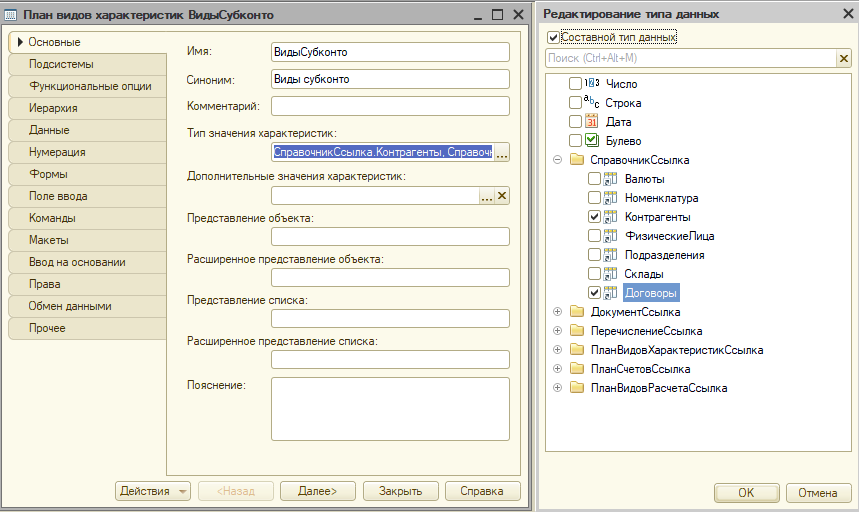 План видов характеристик ВидыСубконто
Основные
Подсистемы
Функциональные опции
Иерархия
Данные
Нумерация
Формы
Поле ввода
Команды
Макеты
Ввод на основании
Права
Обмен данными
Прочее
Имя:
ВидыСубконто
Синоним:
Виды субконто
Комментарий:
Тип значения характеристик:
СправочникСсылка.Контрагенты, Справочн
...
Дополнительные значения характеристик:
...
Представление объекта:
Расширенное представление объекта:
Представление списка:
Расширенное представление списка:
Пояснение:
Действия
<Назад
Далее>
Закрыть
Справка
Редактирование типа данных
Составной тип данных
Поиск (Ctrl+Alt+M)
Число
Строка
31 Дата
Булево
СправочникСсылка
Валюты
Номенклатура
Контрагенты
ФизическиеЛица
Подразделения
Склады
Договоры
ДокументСсылка
ПеречислениеСсылка
ПланВидовХарактеристикСсылка
ПланСчетовСсылка
ПланВидовРасчетаСсылка
OK
Отмена